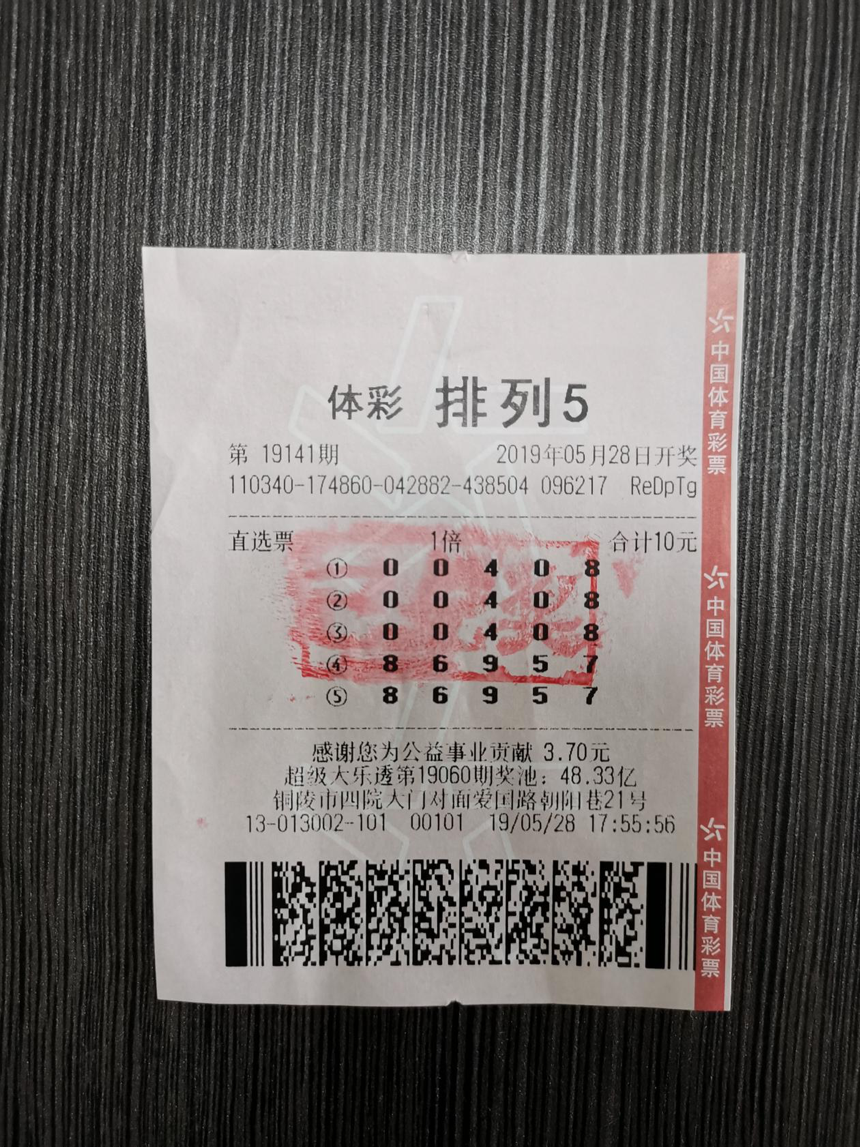 体彩 排列5
第 19141期 2019年05月28日开奖
110340-174860-042882-438504 096217 ReDpTg
直选票 1倍 合计10元
① 0 0 4 0 8
② 0 0 4 0 8
③ 0 0 4 0 8
④ 8 6 9 5 7
⑤ 8 6 9 5 7
感谢您为公益事业贡献 3.70元
超级大乐透第19060期奖池: 48.33亿
铜陵市四院大门对面爱国路朝阳巷21号
13-013002-101 00101 19/05/28 17:55:56
中国体育彩票
中国体育彩票
中国体育彩票